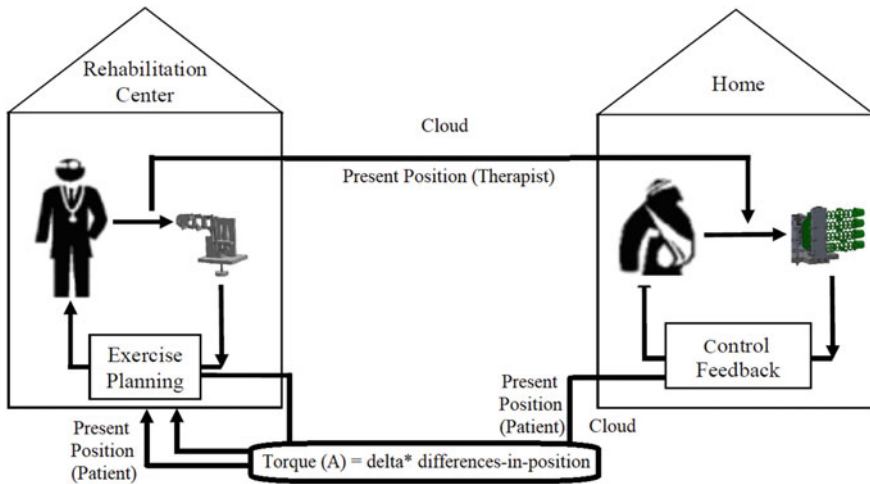 Rehabilitation
Center
Home
Cloud
Present Position (Therapist)
Exercise
Planning
Control
Feedback
Present
Position
(Patient)
Present
Position
(Patient)
Cloud
Torque (A) = delta* differences-in-position